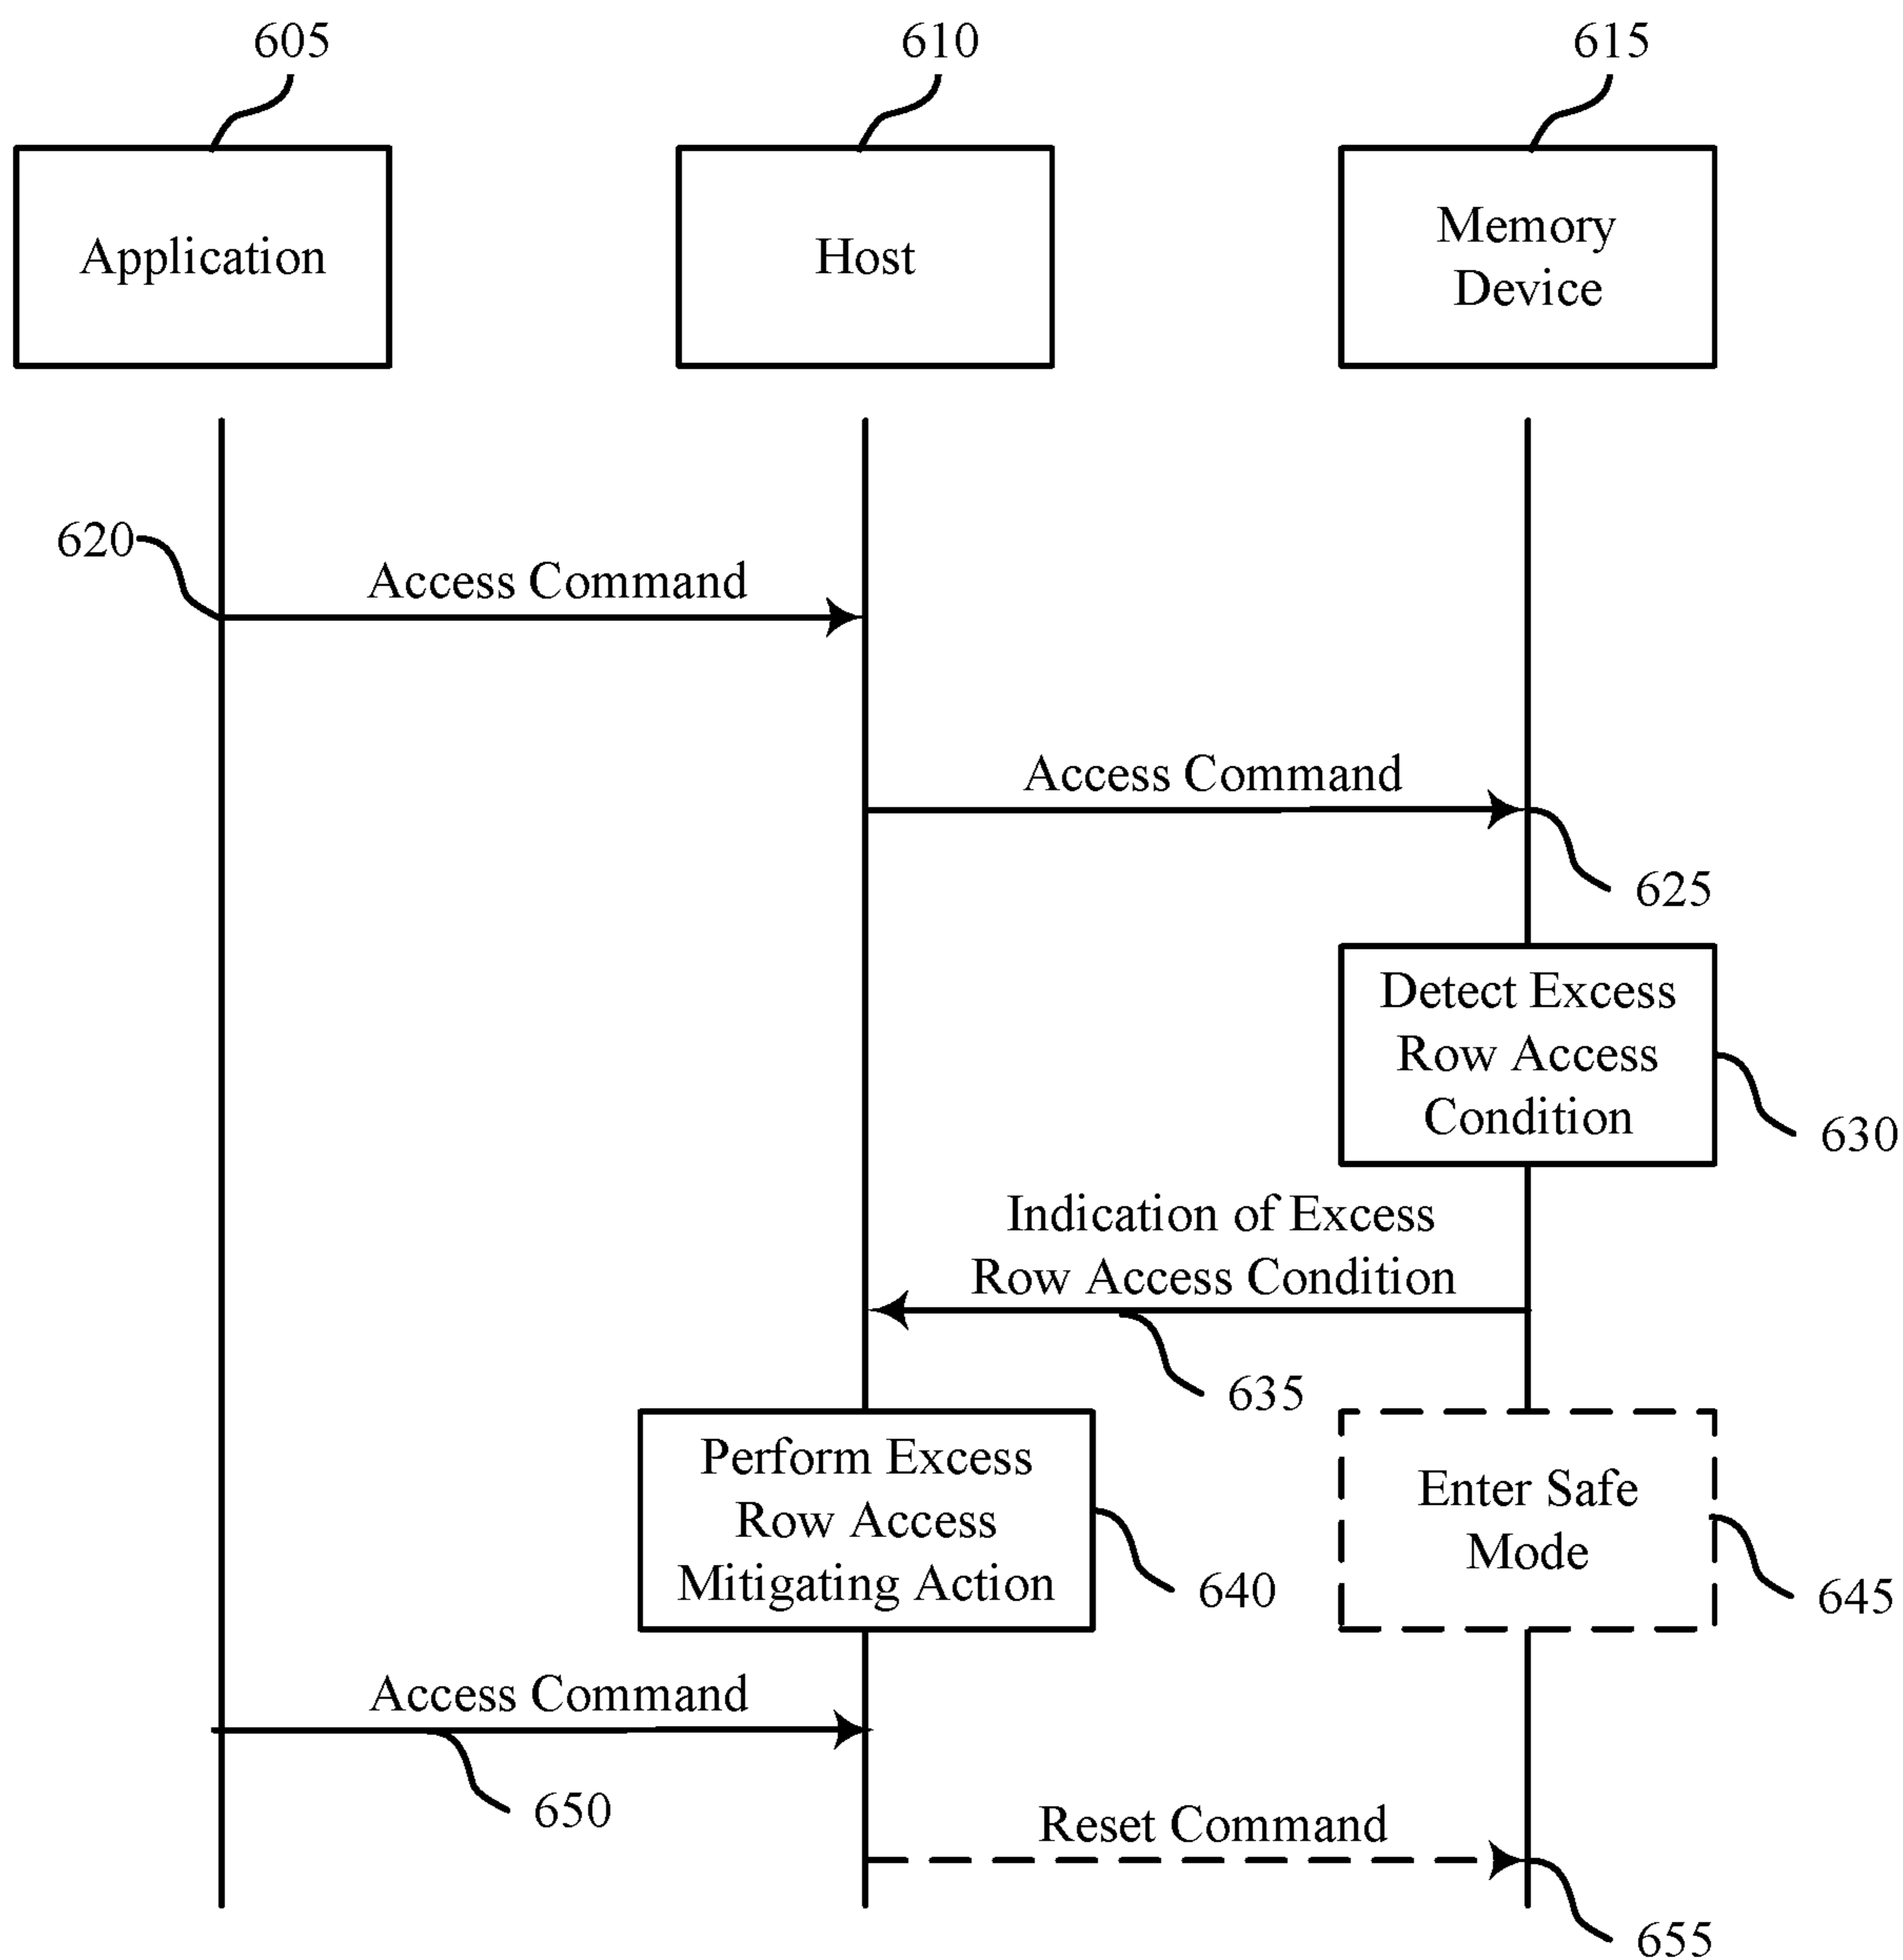 605
610
615
Application
Host
Memory
Device
620
Access Command
Access Command
625
Detect Excess
Row Access
Condition
630
Indication of Excess
Row Access Condition
635
Perform Excess
Row Access
Mitigating Action
640
Enter Safe
Mode
645
Access Command
650
Reset Command
655